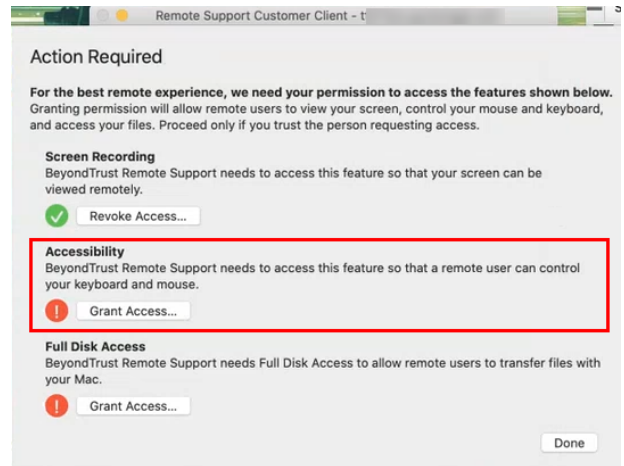 Remote Support Customer Client -
Action Required
For the best remote experience, we need your permission to access the features shown below.
Granting permission will allow remote users to view your screen, control your mouse and keyboard,
and access your files. Proceed only if you trust the person requesting access.
Screen Recording
BeyondTrust Remote Support needs to access this feature so that your screen can be
viewed remotely.
Revoke Access...
Accessibility
BeyondTrust Remote Support needs to access this feature so that a remote user can control
your keyboard and mouse.
Grant Access...
Full Disk Access
BeyondTrust Remote Support needs Full Disk Access to allow remote users to transfer files with
your Mac.
Grant Access...
Done